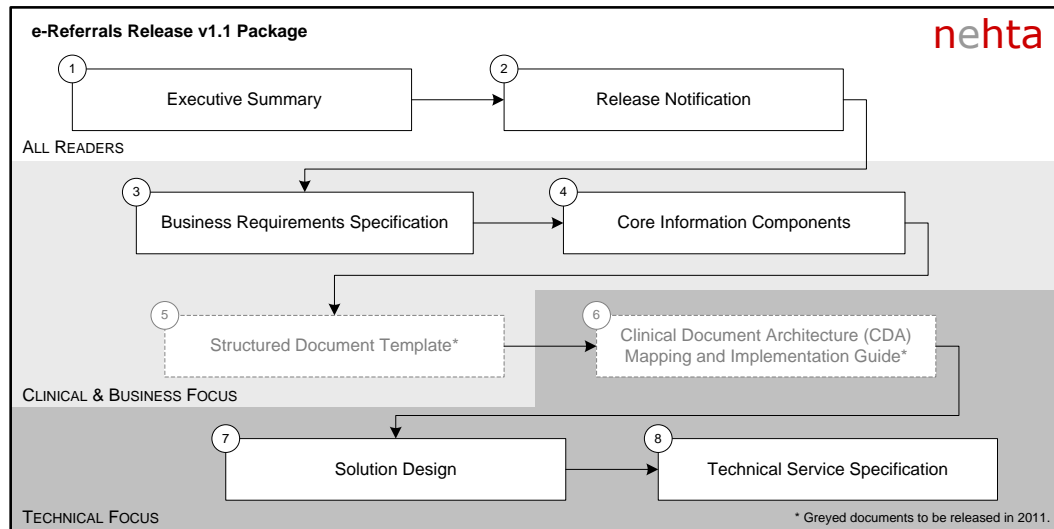 e-Referrals Release v1.1 Package
nehta
1
Executive Summary
2
Release Notification
ALL READERS
3
Business Requirements Specification
4
Core Information Components
5
Structured Document Template*
6
Clinical Document Architecture (CDA)
Mapping and Implementation Guide*
CLINICAL & BUSINESS FOCUS
7
Solution Design
8
Technical Service Specification
TECHNICAL FOCUS
* Greyed documents to be released in 2011.